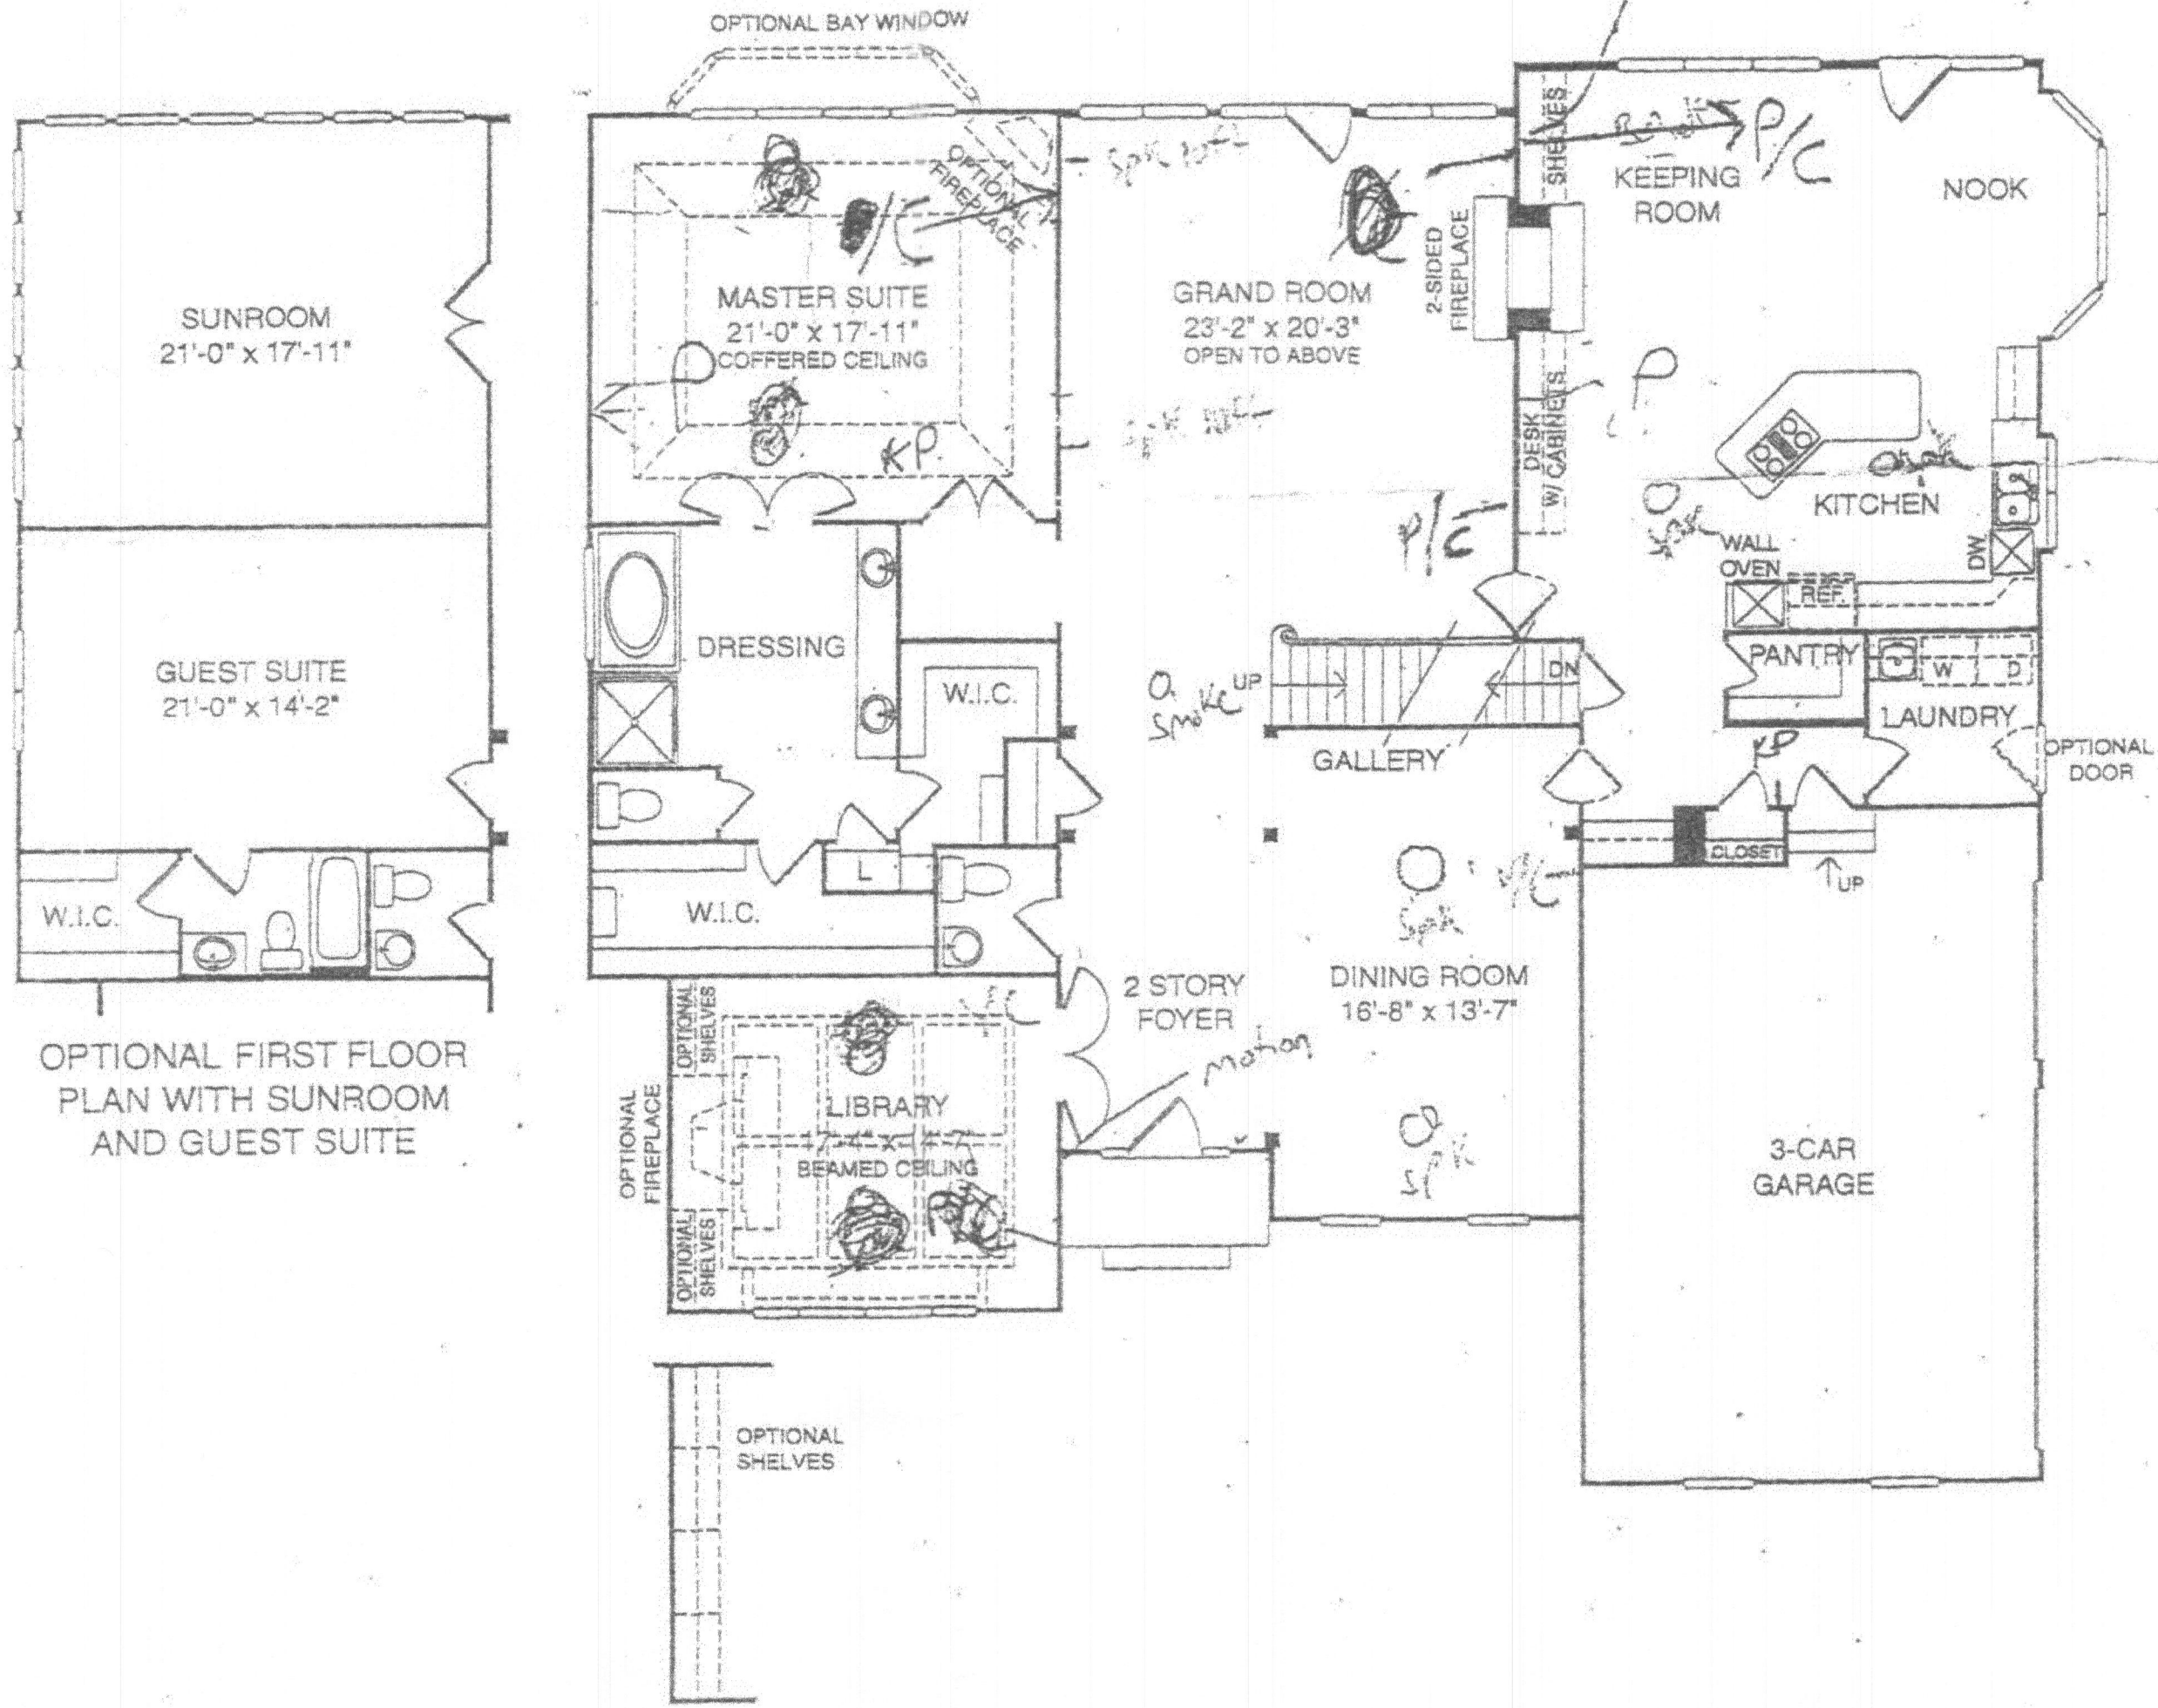 OPTIONAL BAY WINDOW
SUNROOM
21'-0" x 17'-11"
GUEST SUITE
21'-0" x 14'-2"
W.I.C.
OPTIONAL FIRST FLOOR
PLAN WITH SUNROOM
AND GUEST SUITE
OPTIONAL
FIREPLACE
/C
MASTER SUITE
21'-0" x 17'-11"
COFFERED CEILING
P
KP
DRESSING
W.I.C.
L
W.I.C.
GRAND ROOM
23'-2" x 20'-3"
OPEN TO ABOVE
2-SIDED
FIREPLACE
P/C
SHELVES
P/C
KEEPING
ROOM
NOOK
DESK
W/ CABINETS
P
KITCHEN
WALL
OVEN
REF.
DW
PANTRY
W
D
LAUNDRY
OPTIONAL
DOOR
KP
CLOSET
UP
Smoke
UP
DN
GALLERY
SPK
DINING ROOM
16'-8" x 13'-7"
SPK
2 STORY
FOYER
motion
OPTIONAL
SHELVES
OPTIONAL
FIREPLACE
LIBRARY
BEAMED CEILING
OPTIONAL
SHELVES
3-CAR
GARAGE
OPTIONAL
SHELVES